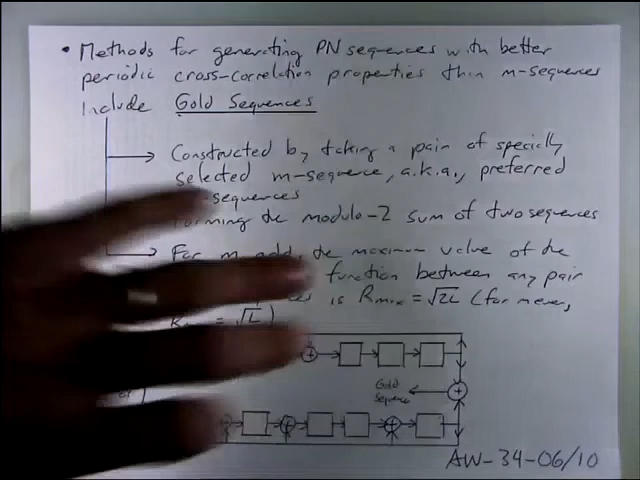 • Methods for generating PN sequences with better
periodic cross-correlation properties than m-sequences
include Gold Sequences
Constructed by taking a pair of specially
selected m-sequence, a.k.a., preferred
sequences
forming the modulo-2 sum of two sequences
For m odd, the maximum value of the
function between any pair
is Rmax = √2L (for m even,
= √L)
Gold
Sequence
AW-34-06/10